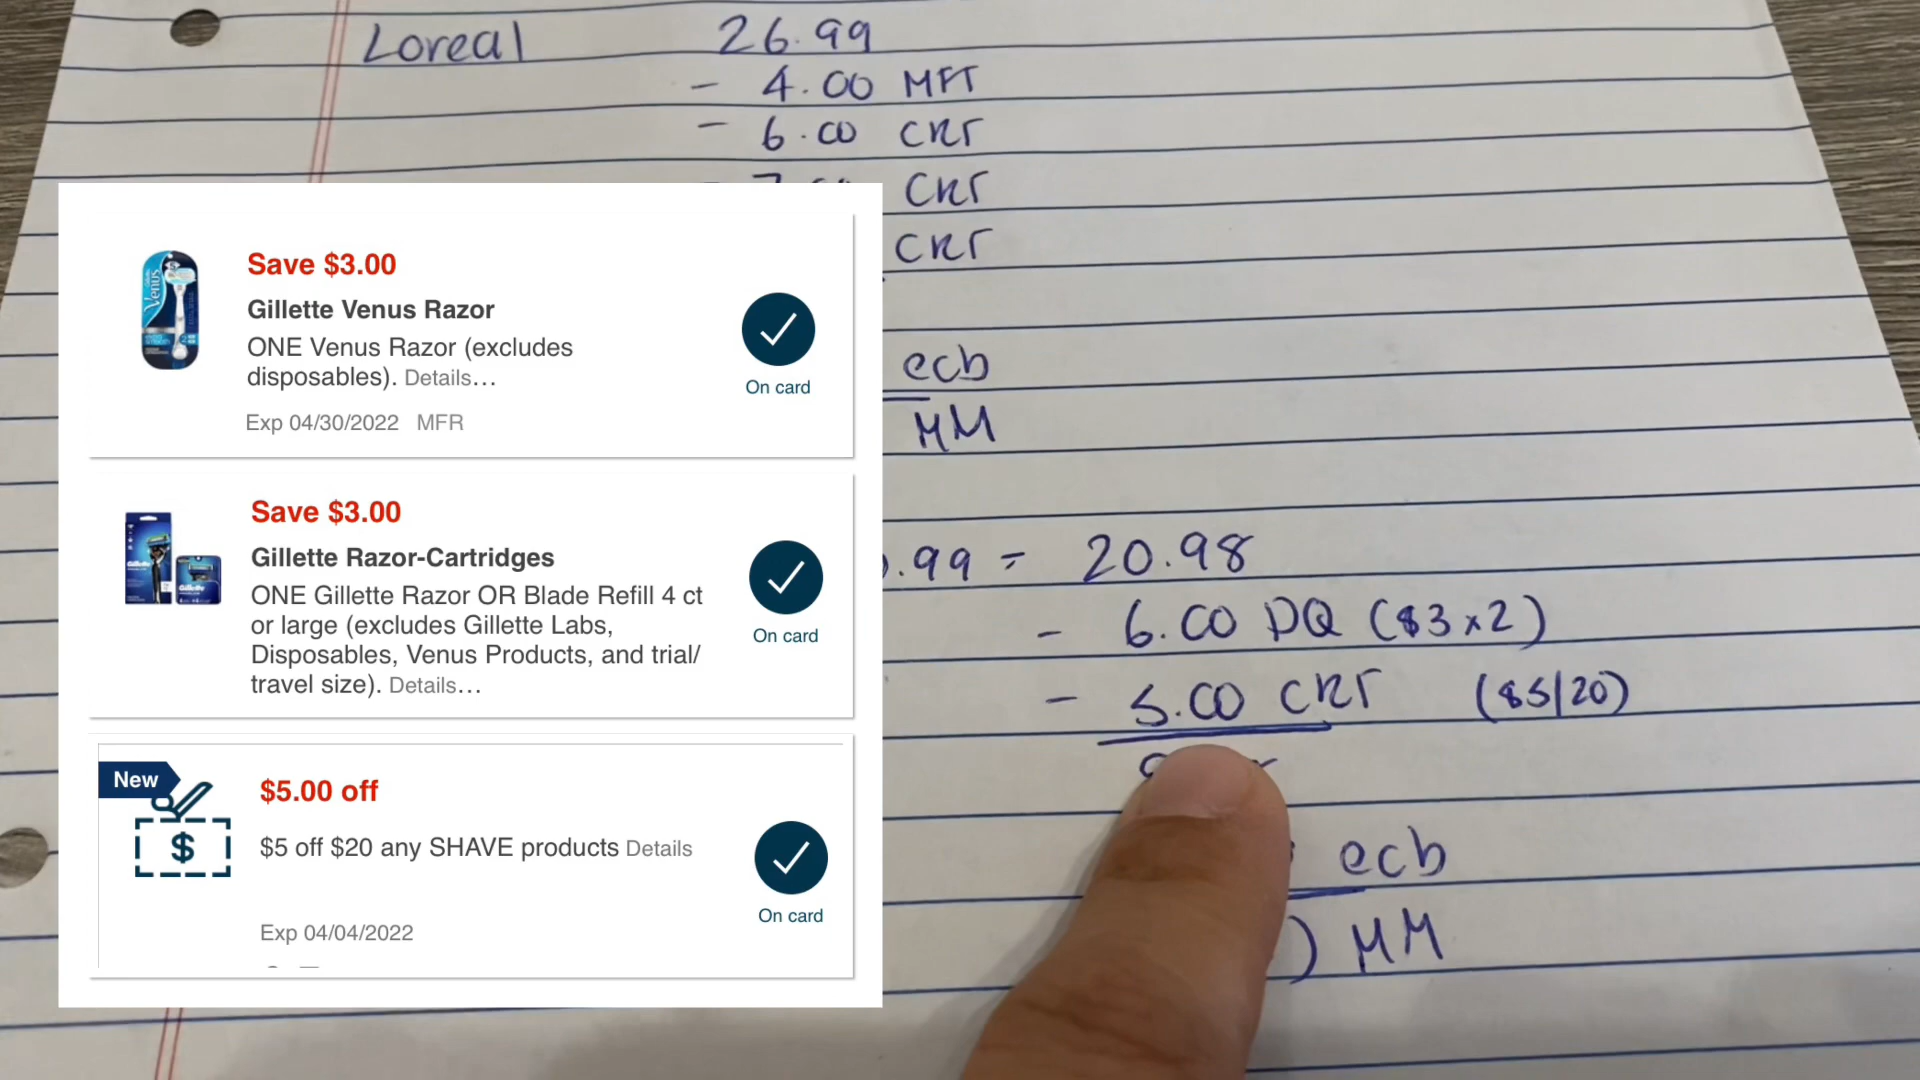 Loreal 26.99
- 4.00 MFT
- 6.00 CRT
CRT
CRT
ecb
MM
.99 = 20.98
- 6.00 DQ ($3x2)
- 5.00 CRT ($5/20)
ecb
) MM
Save $3.00
Gillette Venus Razor
ONE Venus Razor (excludes
disposables). Details...
Exp 04/30/2022 MFR
On card
Save $3.00
Gillette Razor-Cartridges
ONE Gillette Razor OR Blade Refill 4 ct
or large (excludes Gillette Labs,
Disposables, Venus Products, and trial/
travel size). Details...
On card
New
$5.00 off
$5 off $20 any SHAVE products Details
Exp 04/04/2022
On card